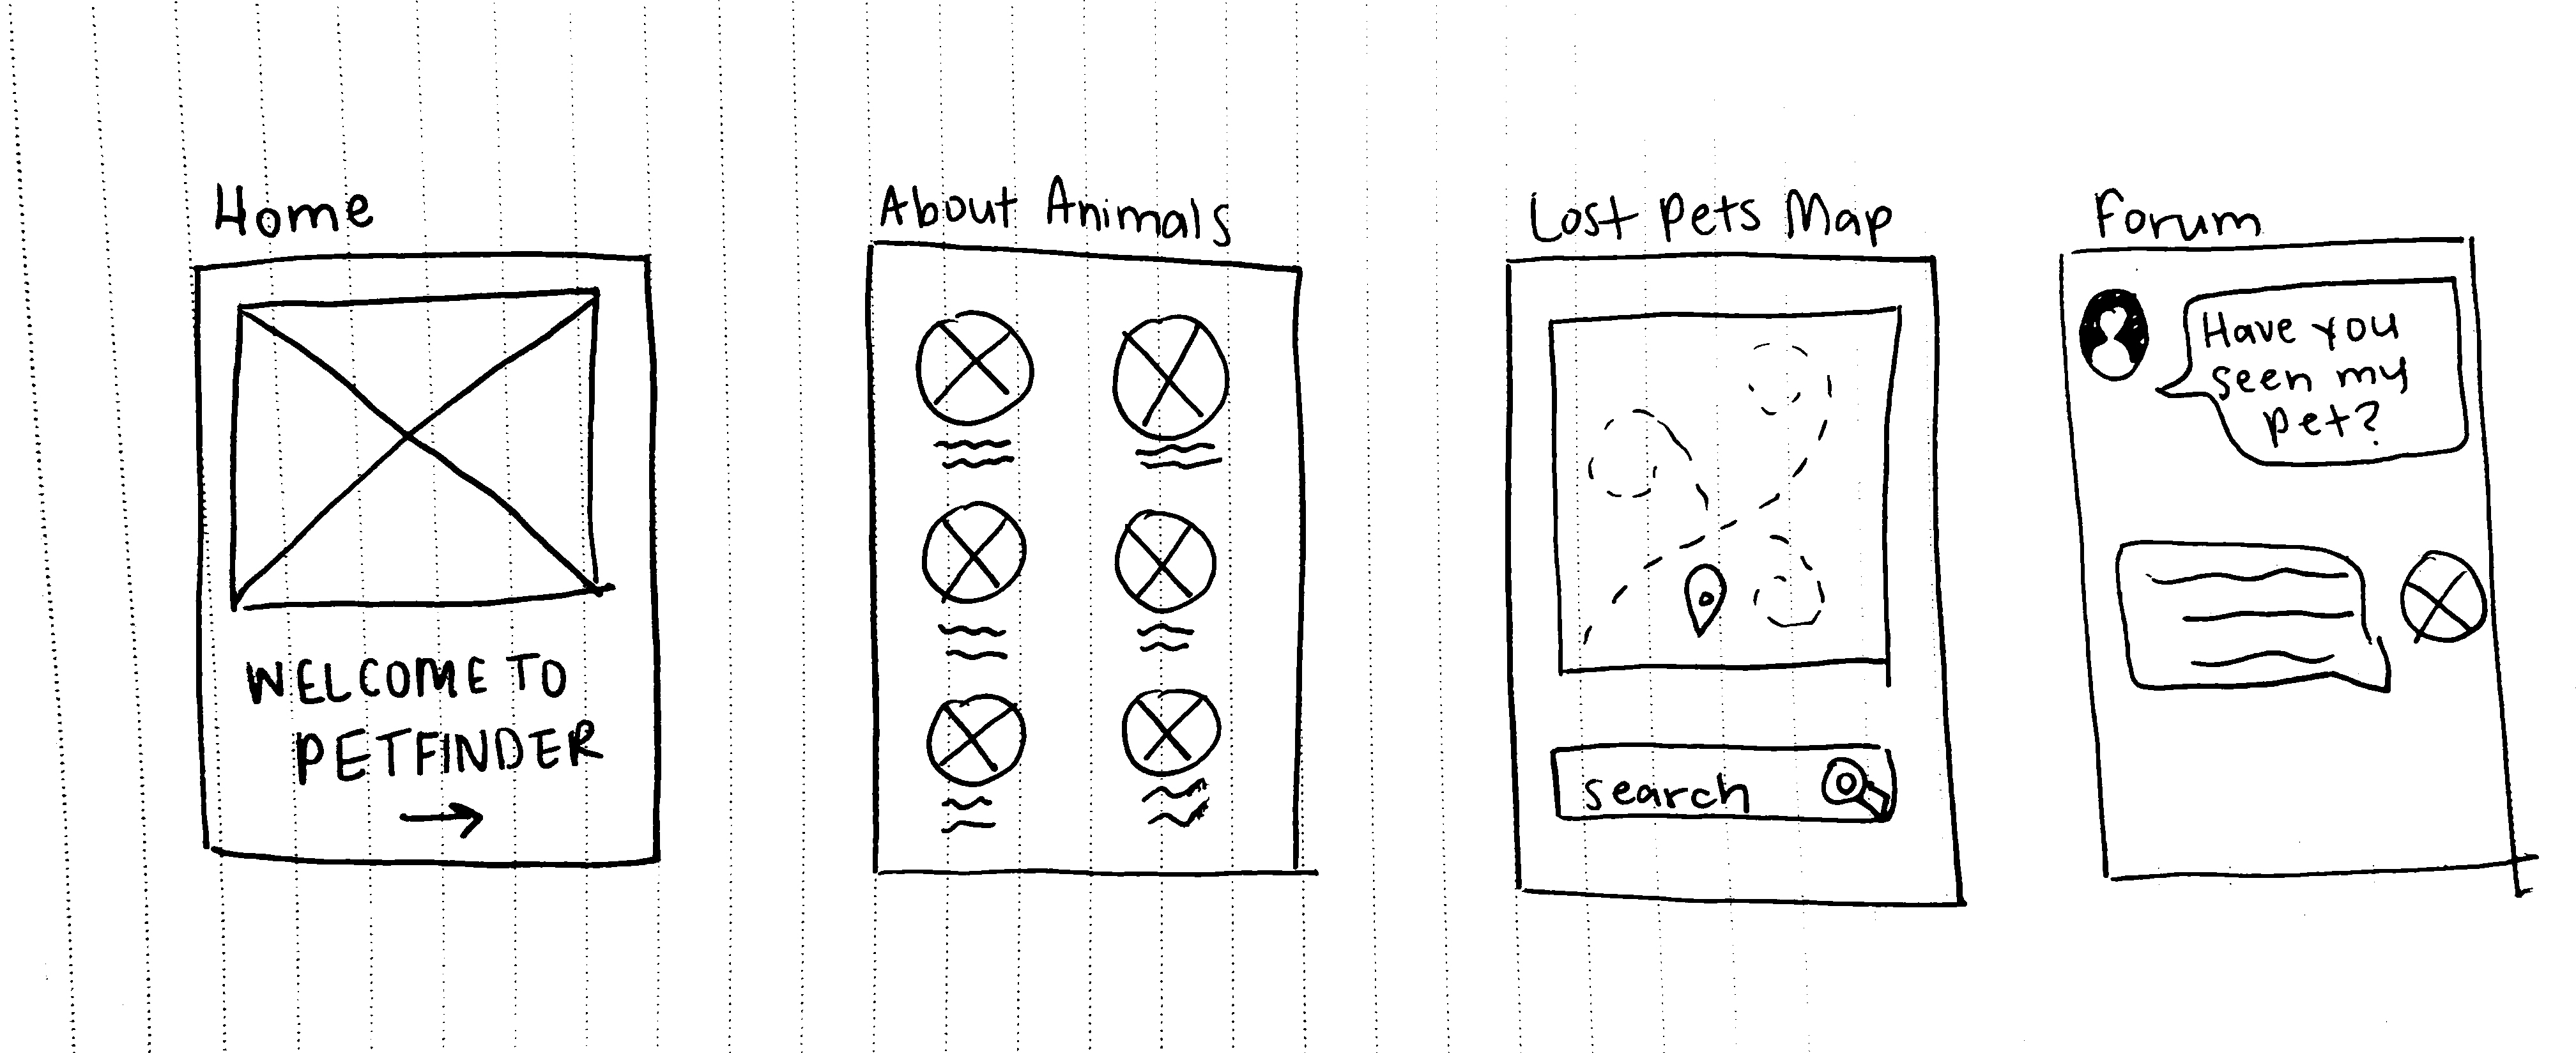 Home
WELCOME TO
PETFINDER
About Animals
Lost Pets Map
search
Forum
Have you
seen my
pet?